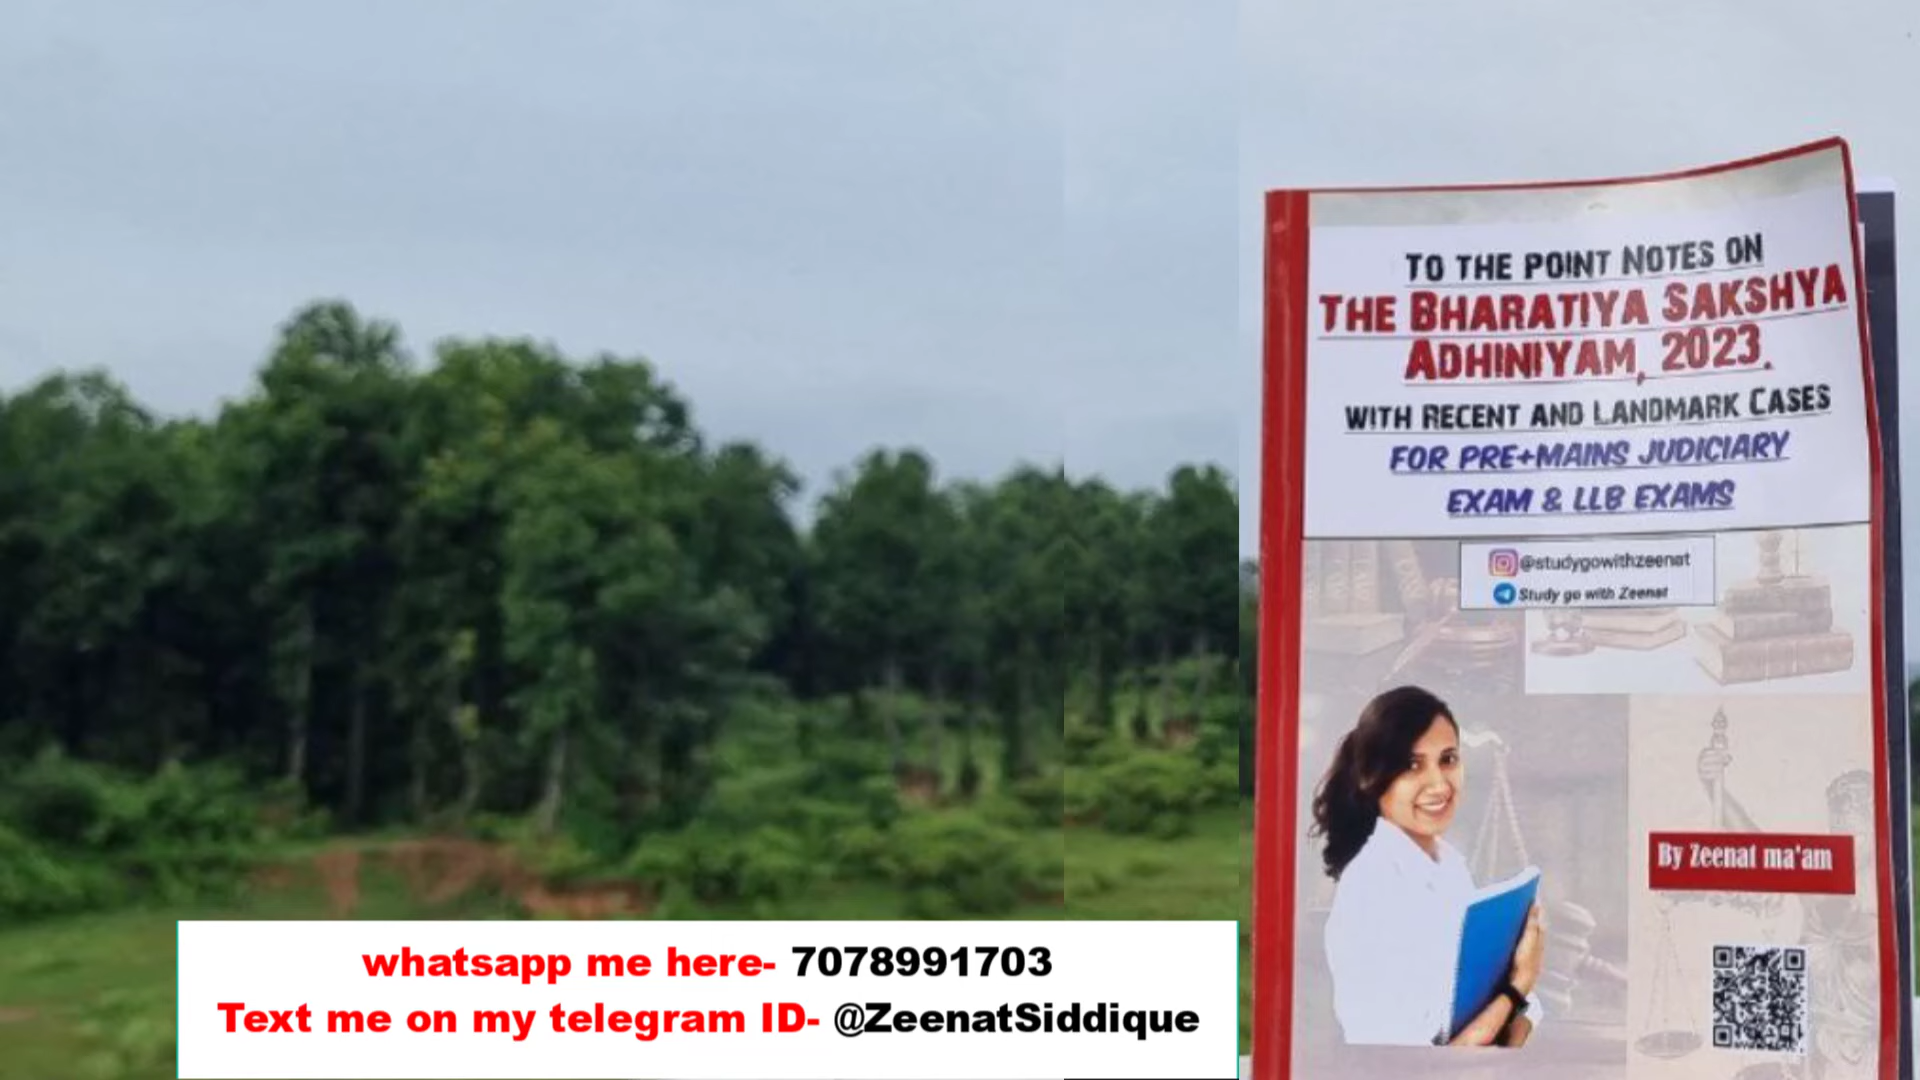 TO THE POINT NOTES ON
THE BHARATIYA SAKSHYA
ADHINIYAM, 2023.
WITH RECENT AND LANDMARK CASES
FOR PRE+MAINS JUDICIARY
EXAM & LLB EXAMS
@studygowithzeenat
Study go with Zeenat
By Zeenat ma'am
whatsapp me here- 7078991703
Text me on my telegram ID- @ZeenatSiddique